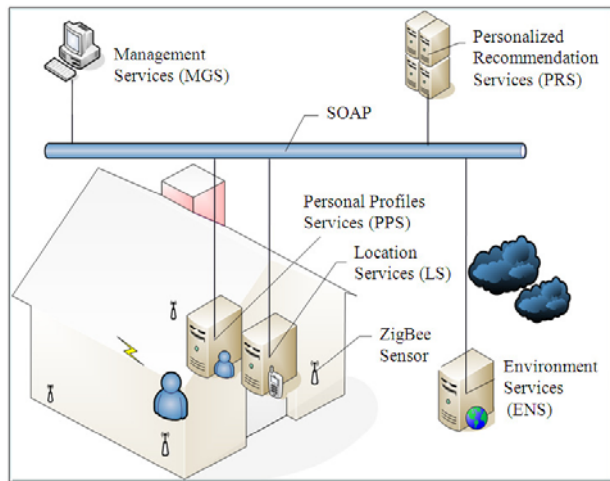 Management
Services (MGS)
Personalized
Recommendation
Services (PRS)
SOAP
Personal Profiles
Services (PPS)
Location
Services (LS)
ZigBee
Sensor
Environment
Services
(ENS)